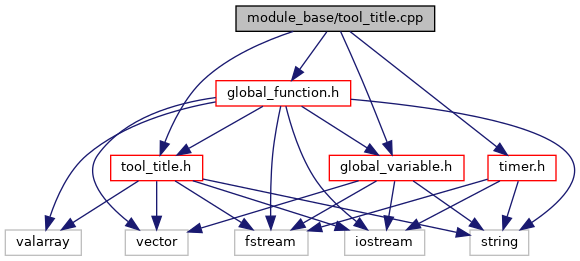 module_base/tool_title.cpp
global_function.h
tool_title.h
global_variable.h
timer.h
valarray
vector
fstream
iostream
string